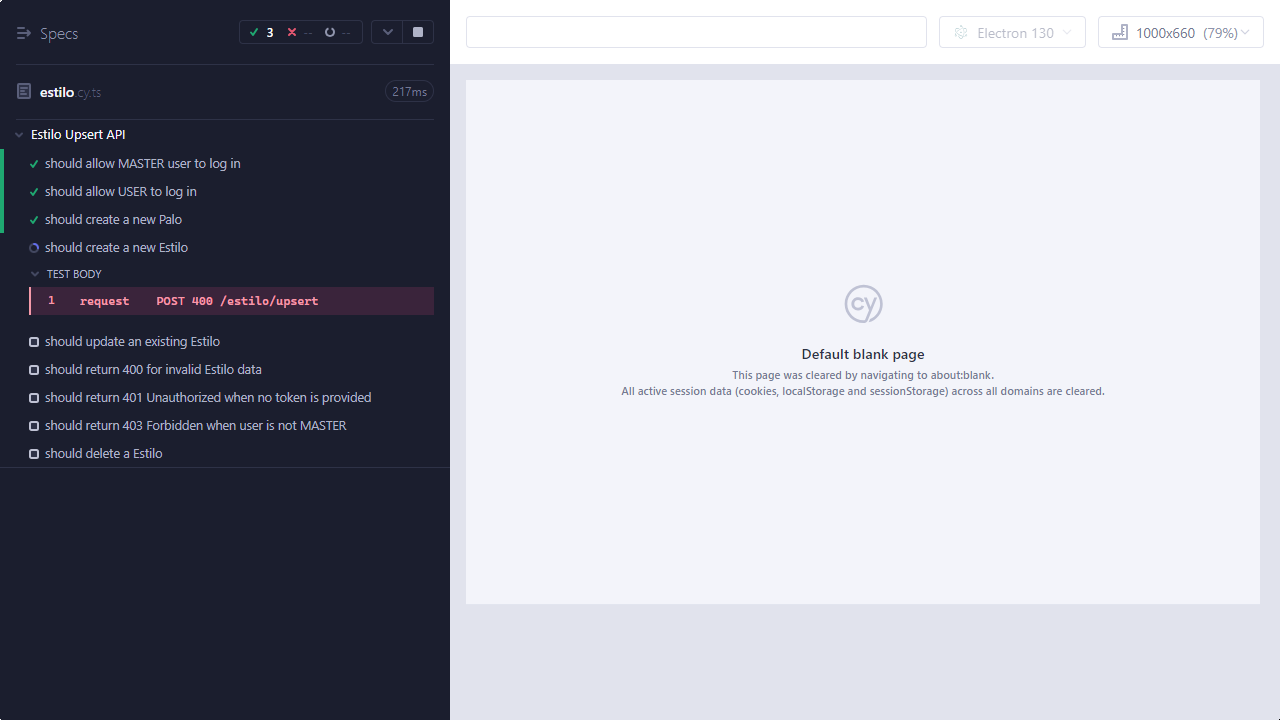 Specs
3 -- --
estilo.cy.ts
217ms
Estilo Upsert API
should allow MASTER user to log in
should allow USER to log in
should create a new Palo
should create a new Estilo
TEST BODY
1 request POST 400 /estilo/upsert
should update an existing Estilo
should return 400 for invalid Estilo data
should return 401 Unauthorized when no token is provided
should return 403 Forbidden when user is not MASTER
should delete a Estilo
Electron 130
1000x660 (79%)
cy
Default blank page
This page was cleared by navigating to about:blank.
All active session data (cookies, localStorage and sessionStorage) across all domains are cleared.